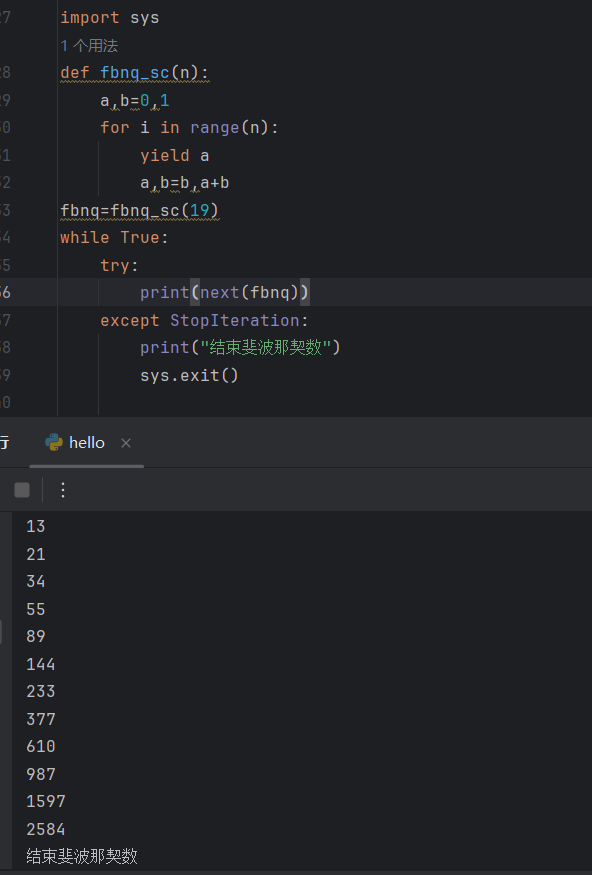 27 import sys
1 个用法
28 def fbnq_sc(n):
29 a,b=0,1
30 for i in range(n):
31 yield a
32 a,b=b,a+b
33 fbnq=fbnq_sc(19)
34 while True:
35 try:
36 print(next(fbnq))
37 except StopIteration:
38 print("结束斐波那契数")
39 sys.exit()
40
行 hello ×
13
21
34
55
89
144
233
377
610
987
1597
2584
结束斐波那契数